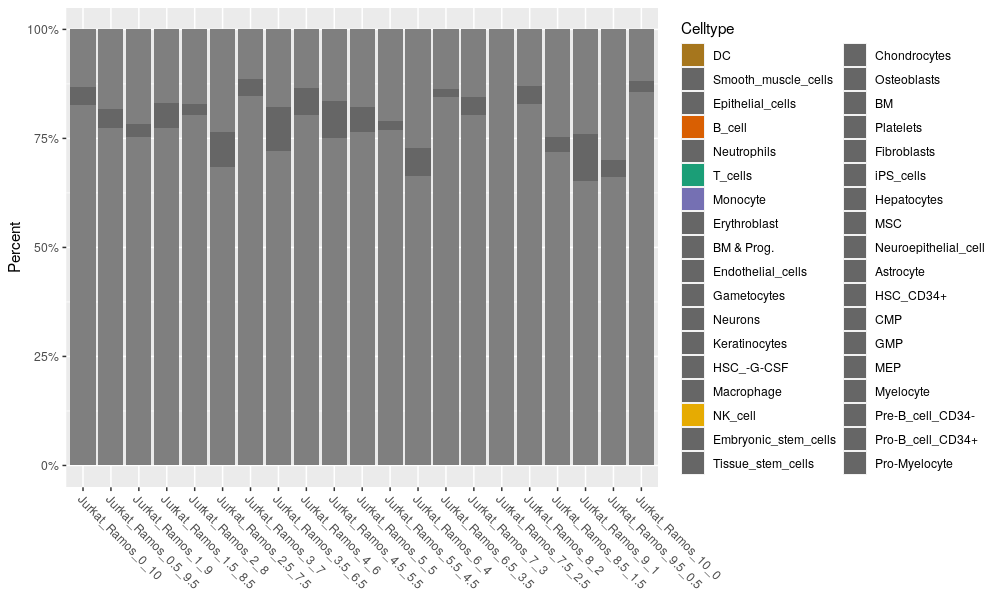 Celltype
DC
Smooth_muscle_cells
Epithelial_cells
B_cell
Neutrophils
T_cells
Monocyte
Erythroblast
BM & Prog.
Endothelial_cells
Gametocytes
Neurons
Keratinocytes
HSC_-G-CSF
Macrophage
NK_cell
Embryonic_stem_cells
Tissue_stem_cells
Chondrocytes
Osteoblasts
BM
Platelets
Fibroblasts
iPS_cells
Hepatocytes
MSC
Neuroepithelial_cell
Astrocyte
HSC_CD34+
CMP
GMP
MEP
Myelocyte
Pre-B_cell_CD34-
Pro-B_cell_CD34+
Pro-Myelocyte
Percent
100%
75%
50%
25%
0%
Jurkat_Ramos_0_10
Jurkat_Ramos_0.5_9.5
Jurkat_Ramos_1_9
Jurkat_Ramos_1.5_8.5
Jurkat_Ramos_2_8
Jurkat_Ramos_2.5_7.5
Jurkat_Ramos_3_7
Jurkat_Ramos_3.5_6.5
Jurkat_Ramos_4_6
Jurkat_Ramos_4.5_5.5
Jurkat_Ramos_5_5
Jurkat_Ramos_5.5_4.5
Jurkat_Ramos_6_4
Jurkat_Ramos_6.5_3.5
Jurkat_Ramos_7_3
Jurkat_Ramos_7.5_2.5
Jurkat_Ramos_8_2
Jurkat_Ramos_8.5_1.5
Jurkat_Ramos_9_1
Jurkat_Ramos_9.5_0.5
Jurkat_Ramos_10_0